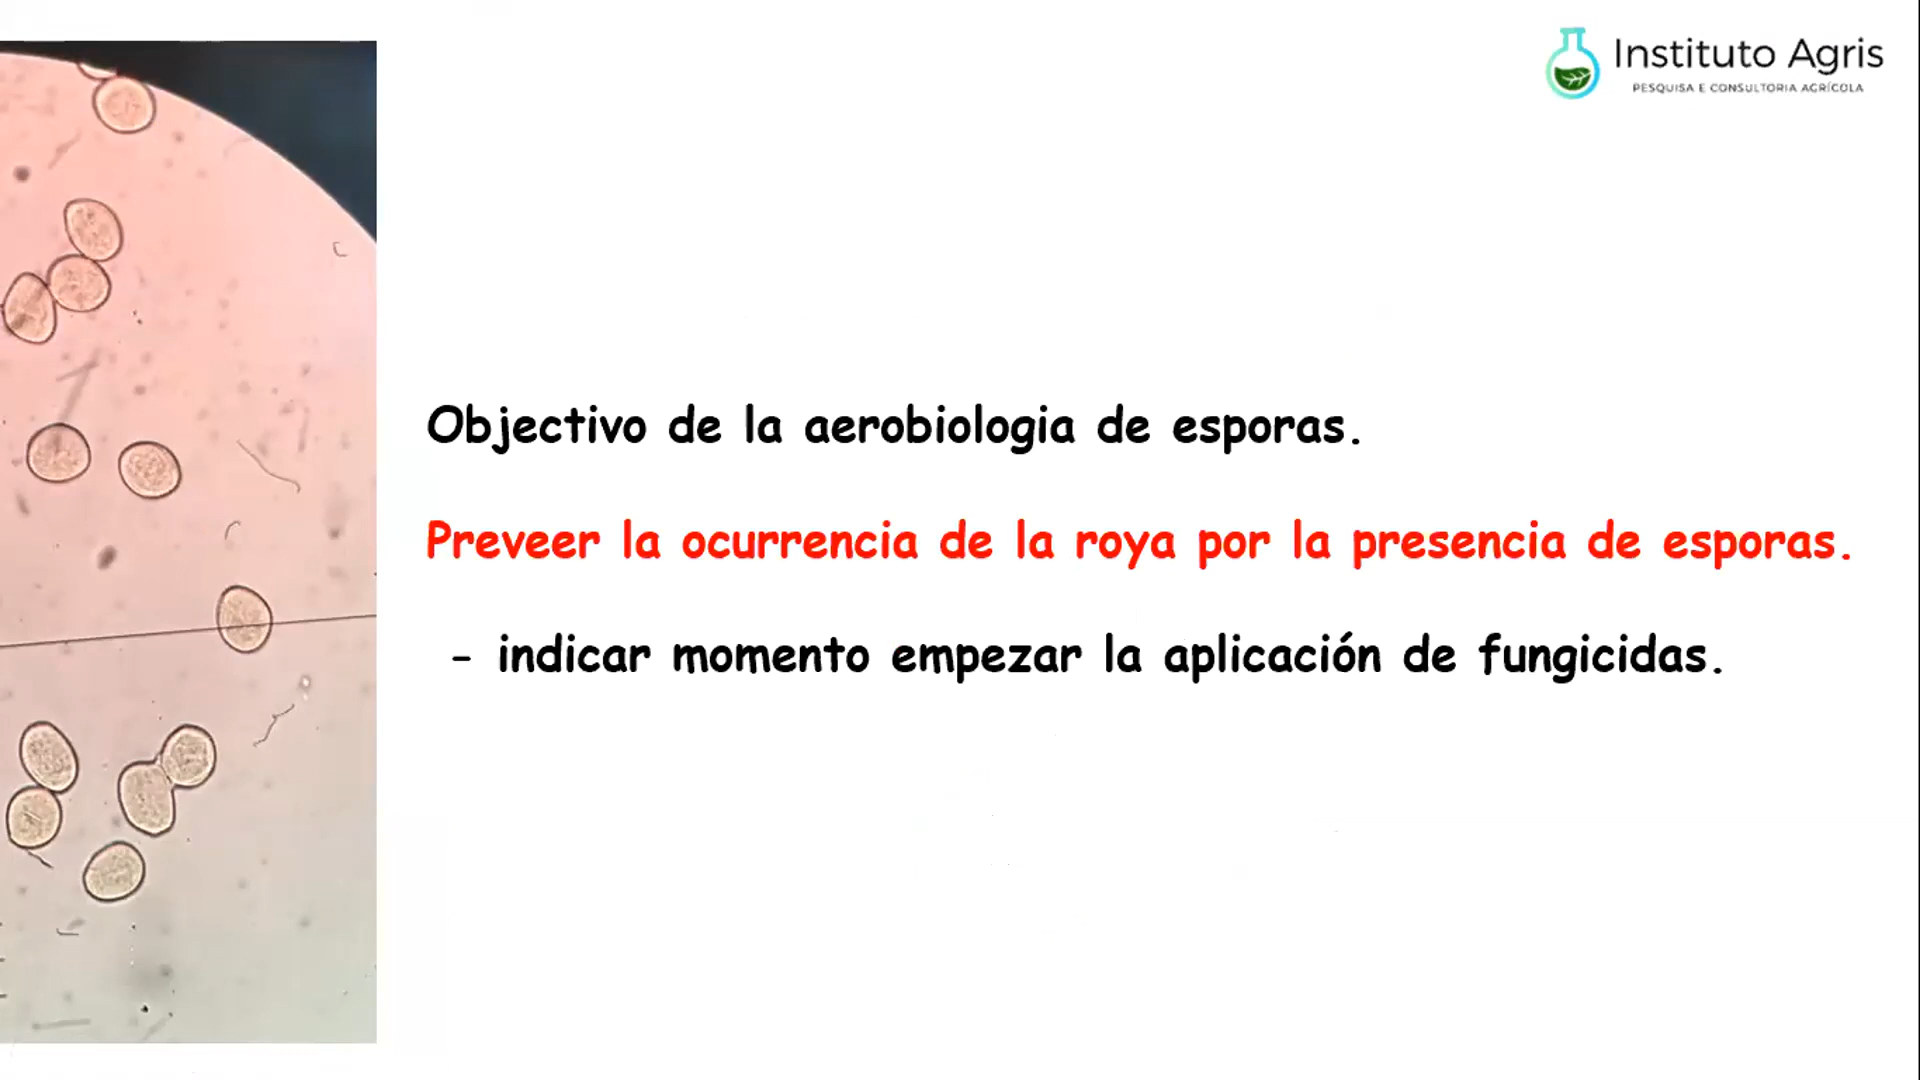 Instituto Agris
PESQUISA E CONSULTORIA AGRÍCOLA
Objectivo de la aerobiologia de esporas.
Preveer la ocurrencia de la roya por la presencia de esporas.
- indicar momento empezar la aplicación de fungicidas.